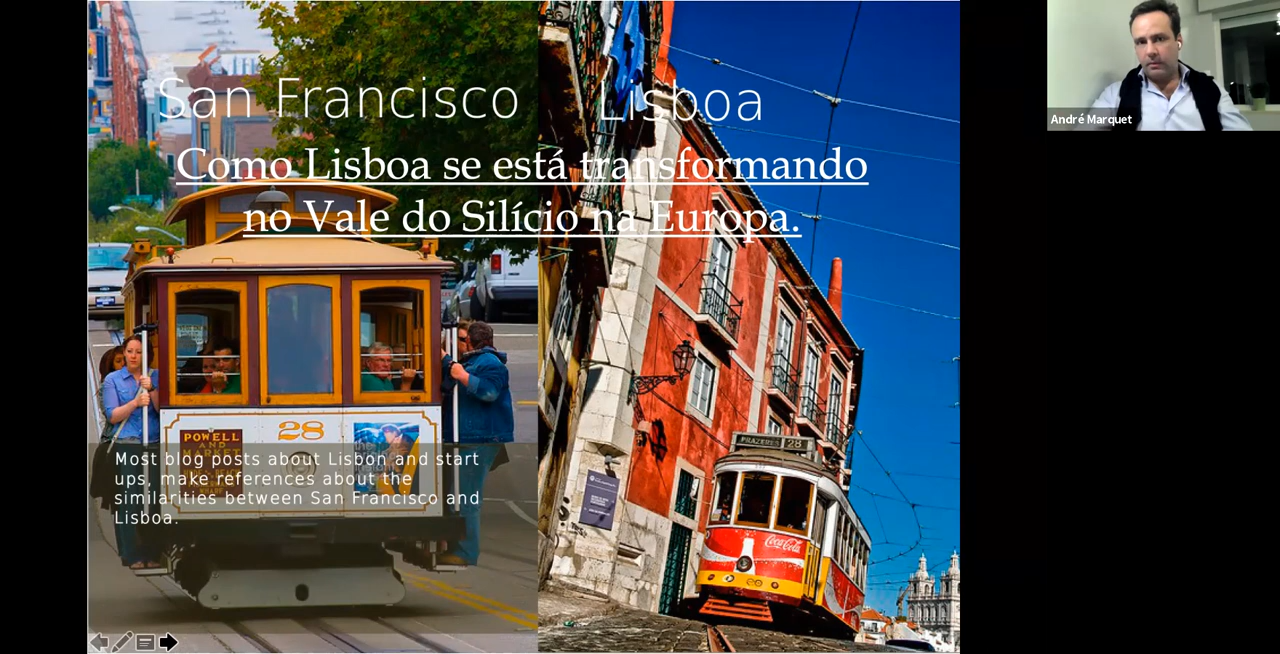 San Francisco
Lisboa
Como Lisboa se está transformando
no Vale do Silício na Europa.
André Marquet
PRAZERES 28
28
POWELL
AND
MARKET
Most blog posts about Lisbon and start
ups, make references about the
similarities between San Francisco and
Lisboa.
Coca-Cola